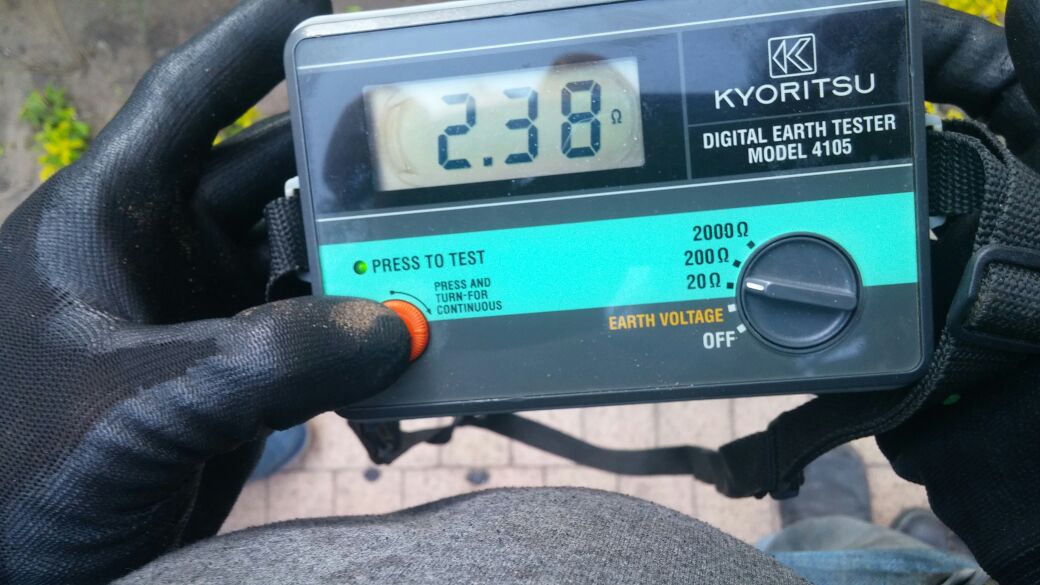 2.38 Ω
KYORITSU
DIGITAL EARTH TESTER
MODEL 4105
PRESS TO TEST
PRESS AND
TURN-FOR
CONTINUOUS
2000Ω
200Ω
20Ω
EARTH VOLTAGE
OFF